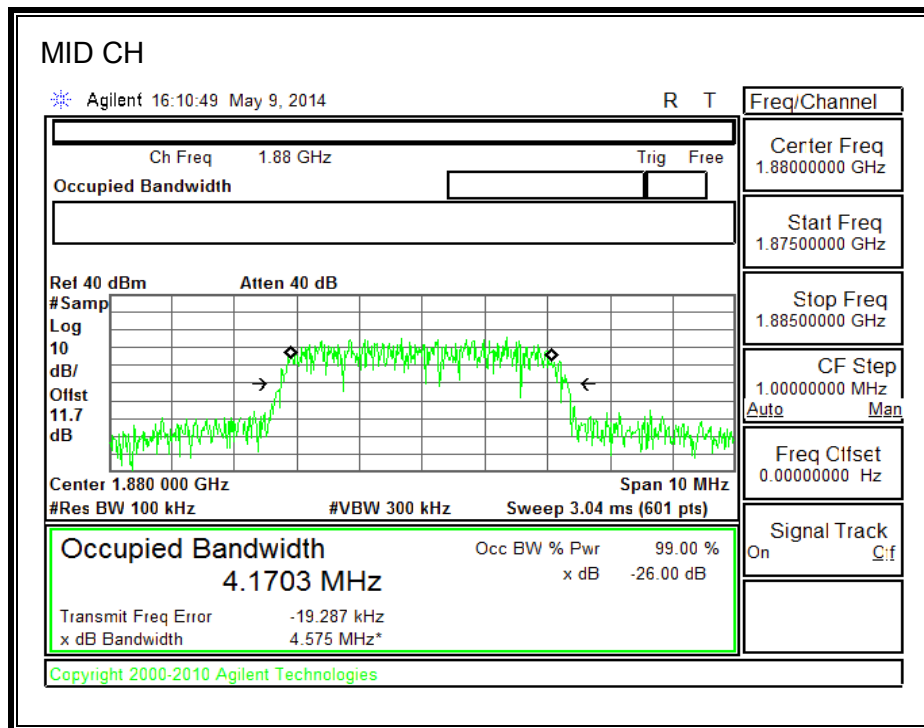 MID CH
Agilent 16:10:49 May 9, 2014 R T
Freq/Channel
Ch Freq 1.88 GHz Trig Free
Occupied Bandwidth
Center Freq
1.88000000 GHz
Start Freq
1.87500000 GHz
Stop Freq
1.88500000 GHz
CF Step
1.00000000 MHz
Auto Man
Freq Offset
0.00000000 Hz
Signal Track
On Off
Ref 40 dBm Atten 40 dB
#Samp
Log
10
dB/
Offst
11.7
dB
Center 1.880 000 GHz Span 10 MHz
#Res BW 100 kHz #VBW 300 kHz Sweep 3.04 ms (601 pts)
Occupied Bandwidth
4.1703 MHz
Occ BW % Pwr 99.00 %
x dB -26.00 dB
Transmit Freq Error -19.287 kHz
x dB Bandwidth 4.575 MHz*
Copyright 2000-2010 Agilent Technologies